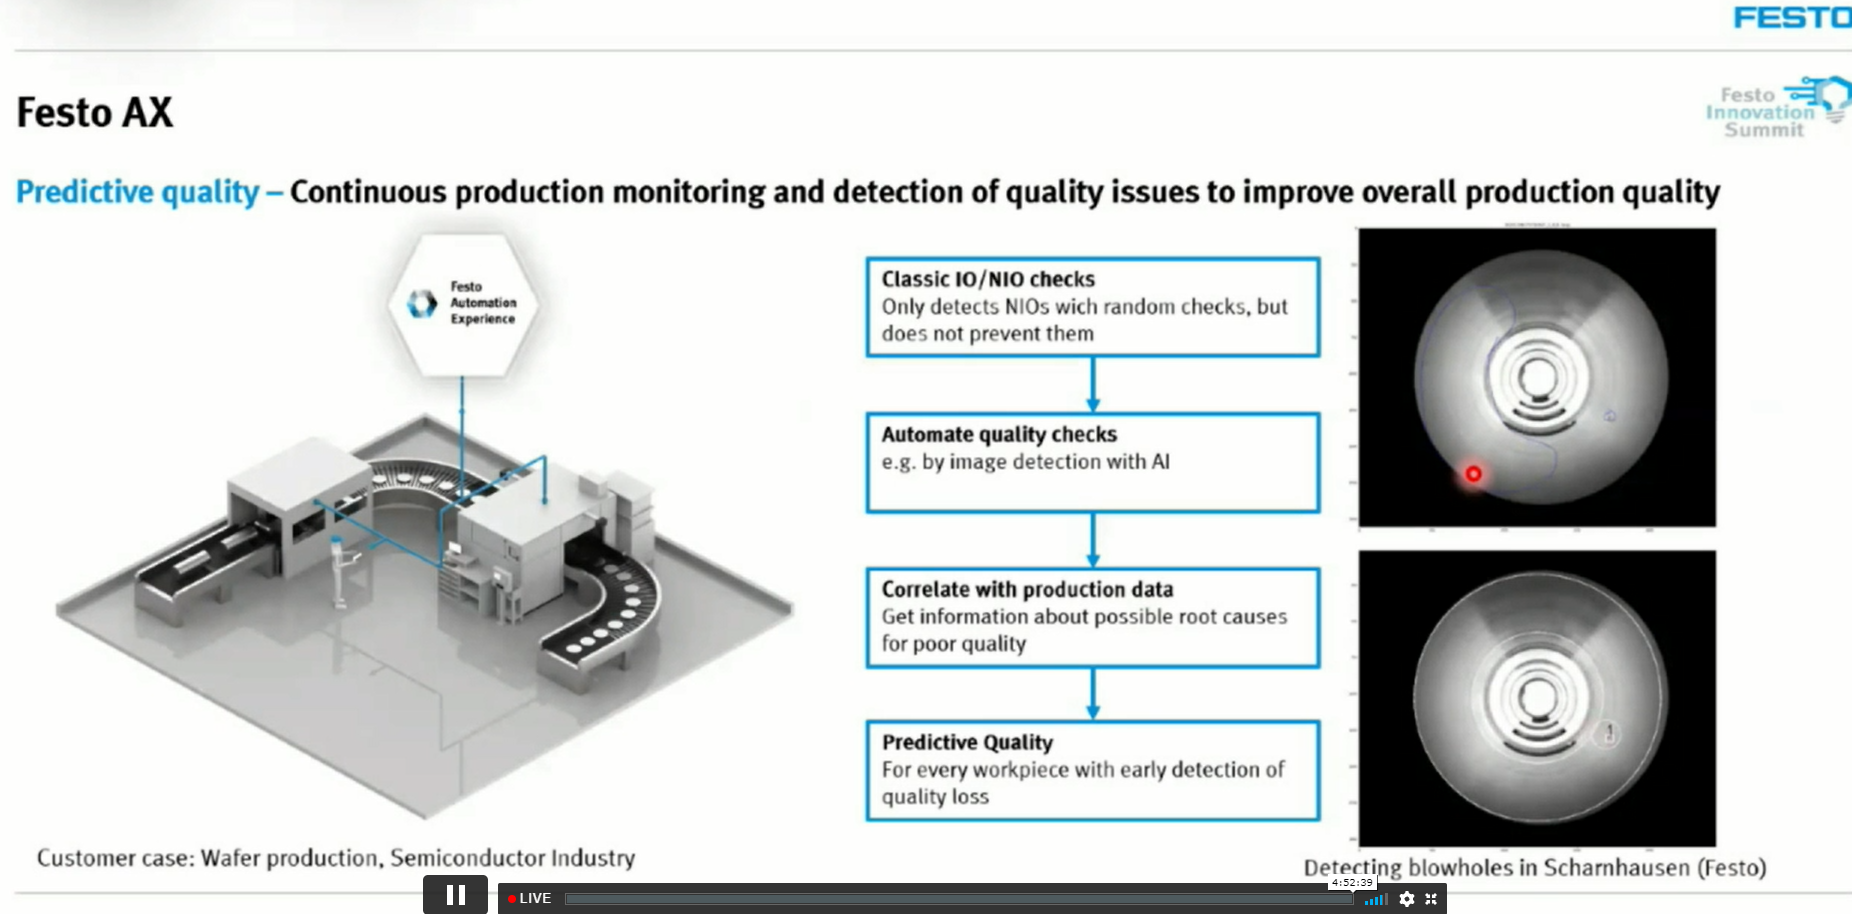 FESTO
Festo AX
Festo
Innovation
Summit
Predictive quality – Continuous production monitoring and detection of quality issues to improve overall production quality
Festo
Automation
Experience
Classic IO/NIO checks
Only detects NIOs wich random checks, but
does not prevent them
Automate quality checks
e.g. by image detection with AI
Correlate with production data
Get information about possible root causes
for poor quality
Predictive Quality
For every workpiece with early detection of
quality loss
1
Customer case: Wafer production, Semiconductor Industry
Detecting blowholes in Scharnhausen (Festo)
4:52:39
LIVE